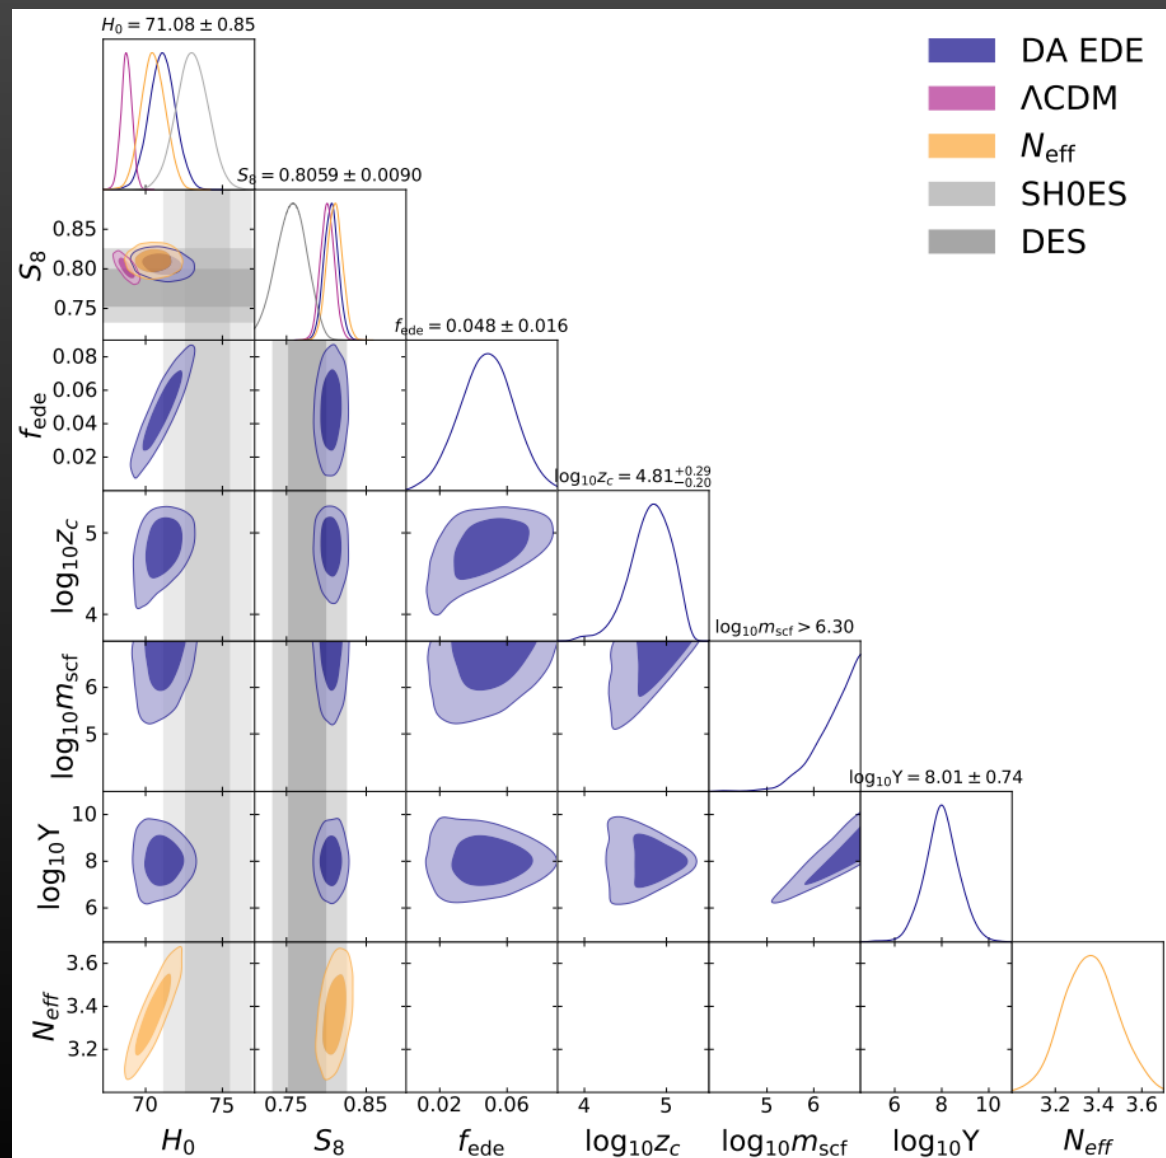 H₀ = 71.08 ± 0.85
DA EDE
ΛCDM
N_eff
SH0ES
DES
S₈ = 0.8059 ± 0.0090
0.85
0.80
0.75
S₈
f_ede = 0.048 ± 0.016
0.08
0.06
0.04
0.02
f_ede
log₁₀z_c = 4.81^{+0.29}_{−0.20}
5
4
log₁₀z_c
log₁₀m_scf > 6.30
6
5
log₁₀m_scf
log₁₀Y = 8.01 ± 0.74
10
8
6
log₁₀Y
3.6
3.4
3.2
N_eff
70 75 0.75 0.85 0.02 0.06 4 5 5 6 6 8 10 3.2 3.4 3.6
H₀ S₈ f_ede log₁₀z_c log₁₀m_scf log₁₀Y N_eff